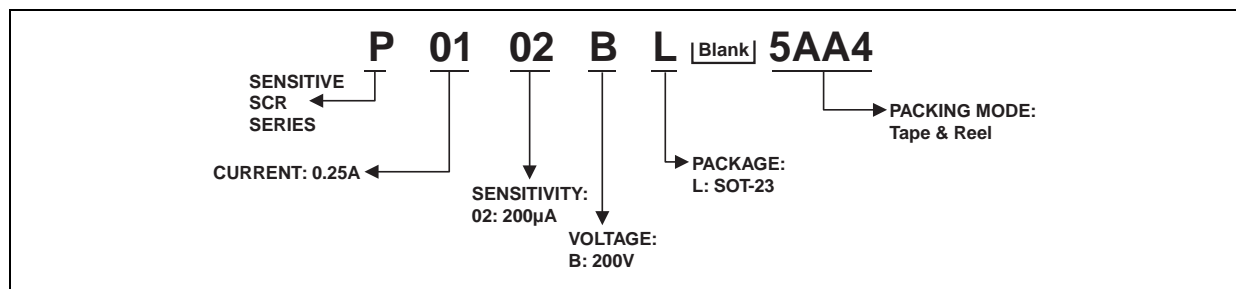 P 01 02 B L Blank 5AA4
SENSITIVE
SCR
SERIES
PACKING MODE:
Tape & Reel
CURRENT: 0.25A
PACKAGE:
L: SOT-23
SENSITIVITY:
02: 200µA
VOLTAGE:
B: 200V